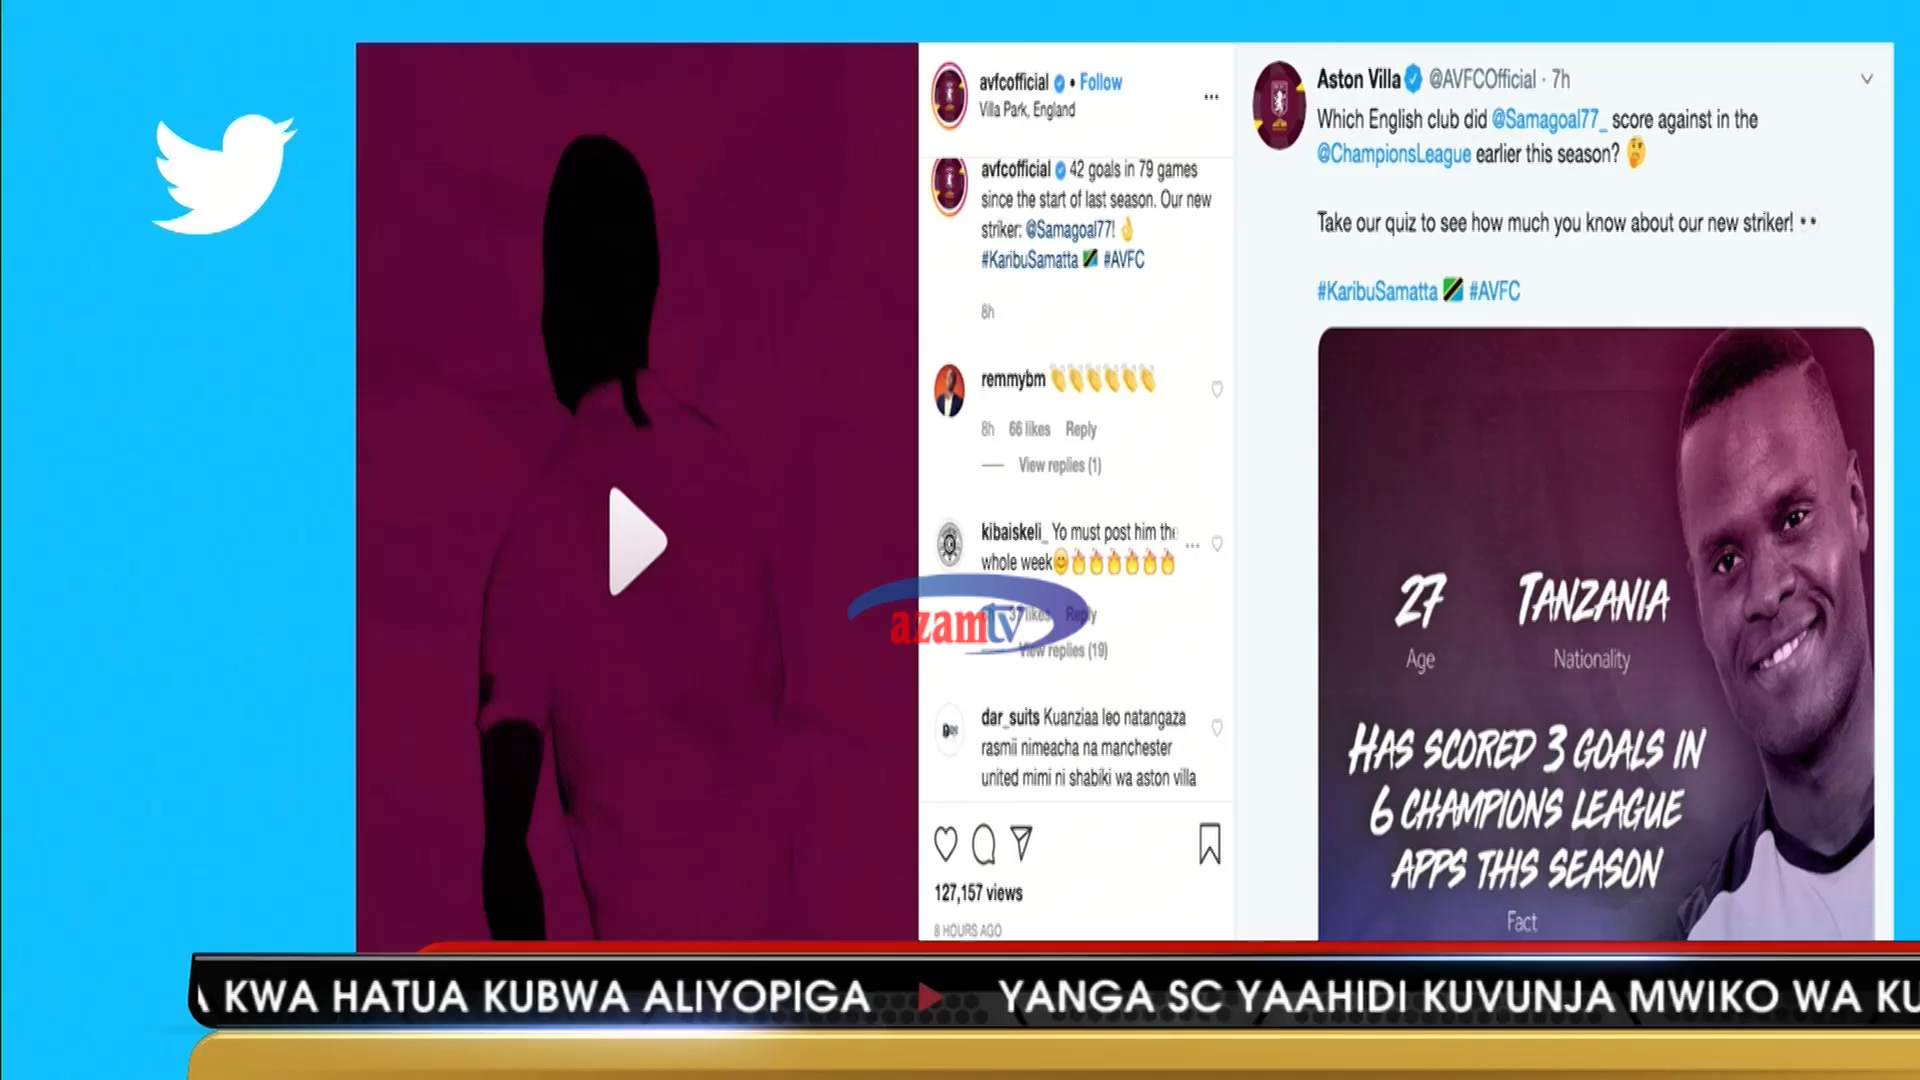 avfcofficial • Follow
Villa Park, England
avfcofficial 42 goals in 79 games
since the start of last season. Our new
striker: @Samagoal77! 👌
#KaribuSamatta 🇹🇿 #AVFC
8h
remmybm 👏👏👏👏👏👏
8h 66 likes Reply
View replies (1)
kibaiskeli_ Yo must post him the
whole week
37 likes Reply
View replies (19)
dar_suits Kuanziaa leo natangaza
rasmii nimeacha na manchester
united mimi ni shabiki wa aston villa
127,157 views
8 HOURS AGO
Aston Villa @AVFCOfficial · 7h
Which English club did @Samagoal77_ score against in the
@ChampionsLeague earlier this season? 🤔
Take our quiz to see how much you know about our new striker! 👀
#KaribuSamatta 🇹🇿 #AVFC
27 TANZANIA
Age Nationality
HAS SCORED 3 GOALS IN
6 CHAMPIONS LEAGUE
APPS THIS SEASON
Fact
azamtv
KWA HATUA KUBWA ALIYOPIGA YANGA SC YAAHIDI KUVUNJA MWIKO WA KU